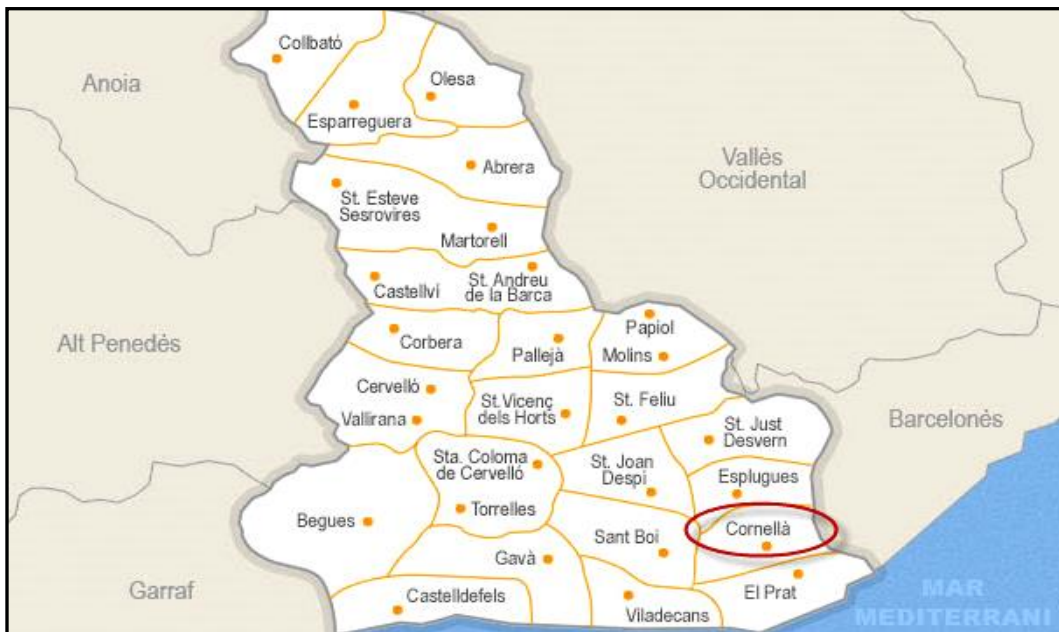 Collbató
Anoia
Olesa
Esparreguera
Vallès
Occidental
Abrera
St. Esteve
Sesrovires
Martorell
St. Andreu
de la Barca
Castellví
Papiol
Corbera
Alt Penedés
Pallejà
Molins
Cervelló
St. Vicenç
dels Horts
St. Feliu
Vallirana
St. Just
Desvern
Barcelonés
Sta. Coloma
de Cervelló
St. Joan
Despí
Esplugues
Torrelles
Begues
Cornellà
Sant Boi
Gavà
Garraf
El Prat
Castelldefels
Viladecans
MAR
MEDITERRANI